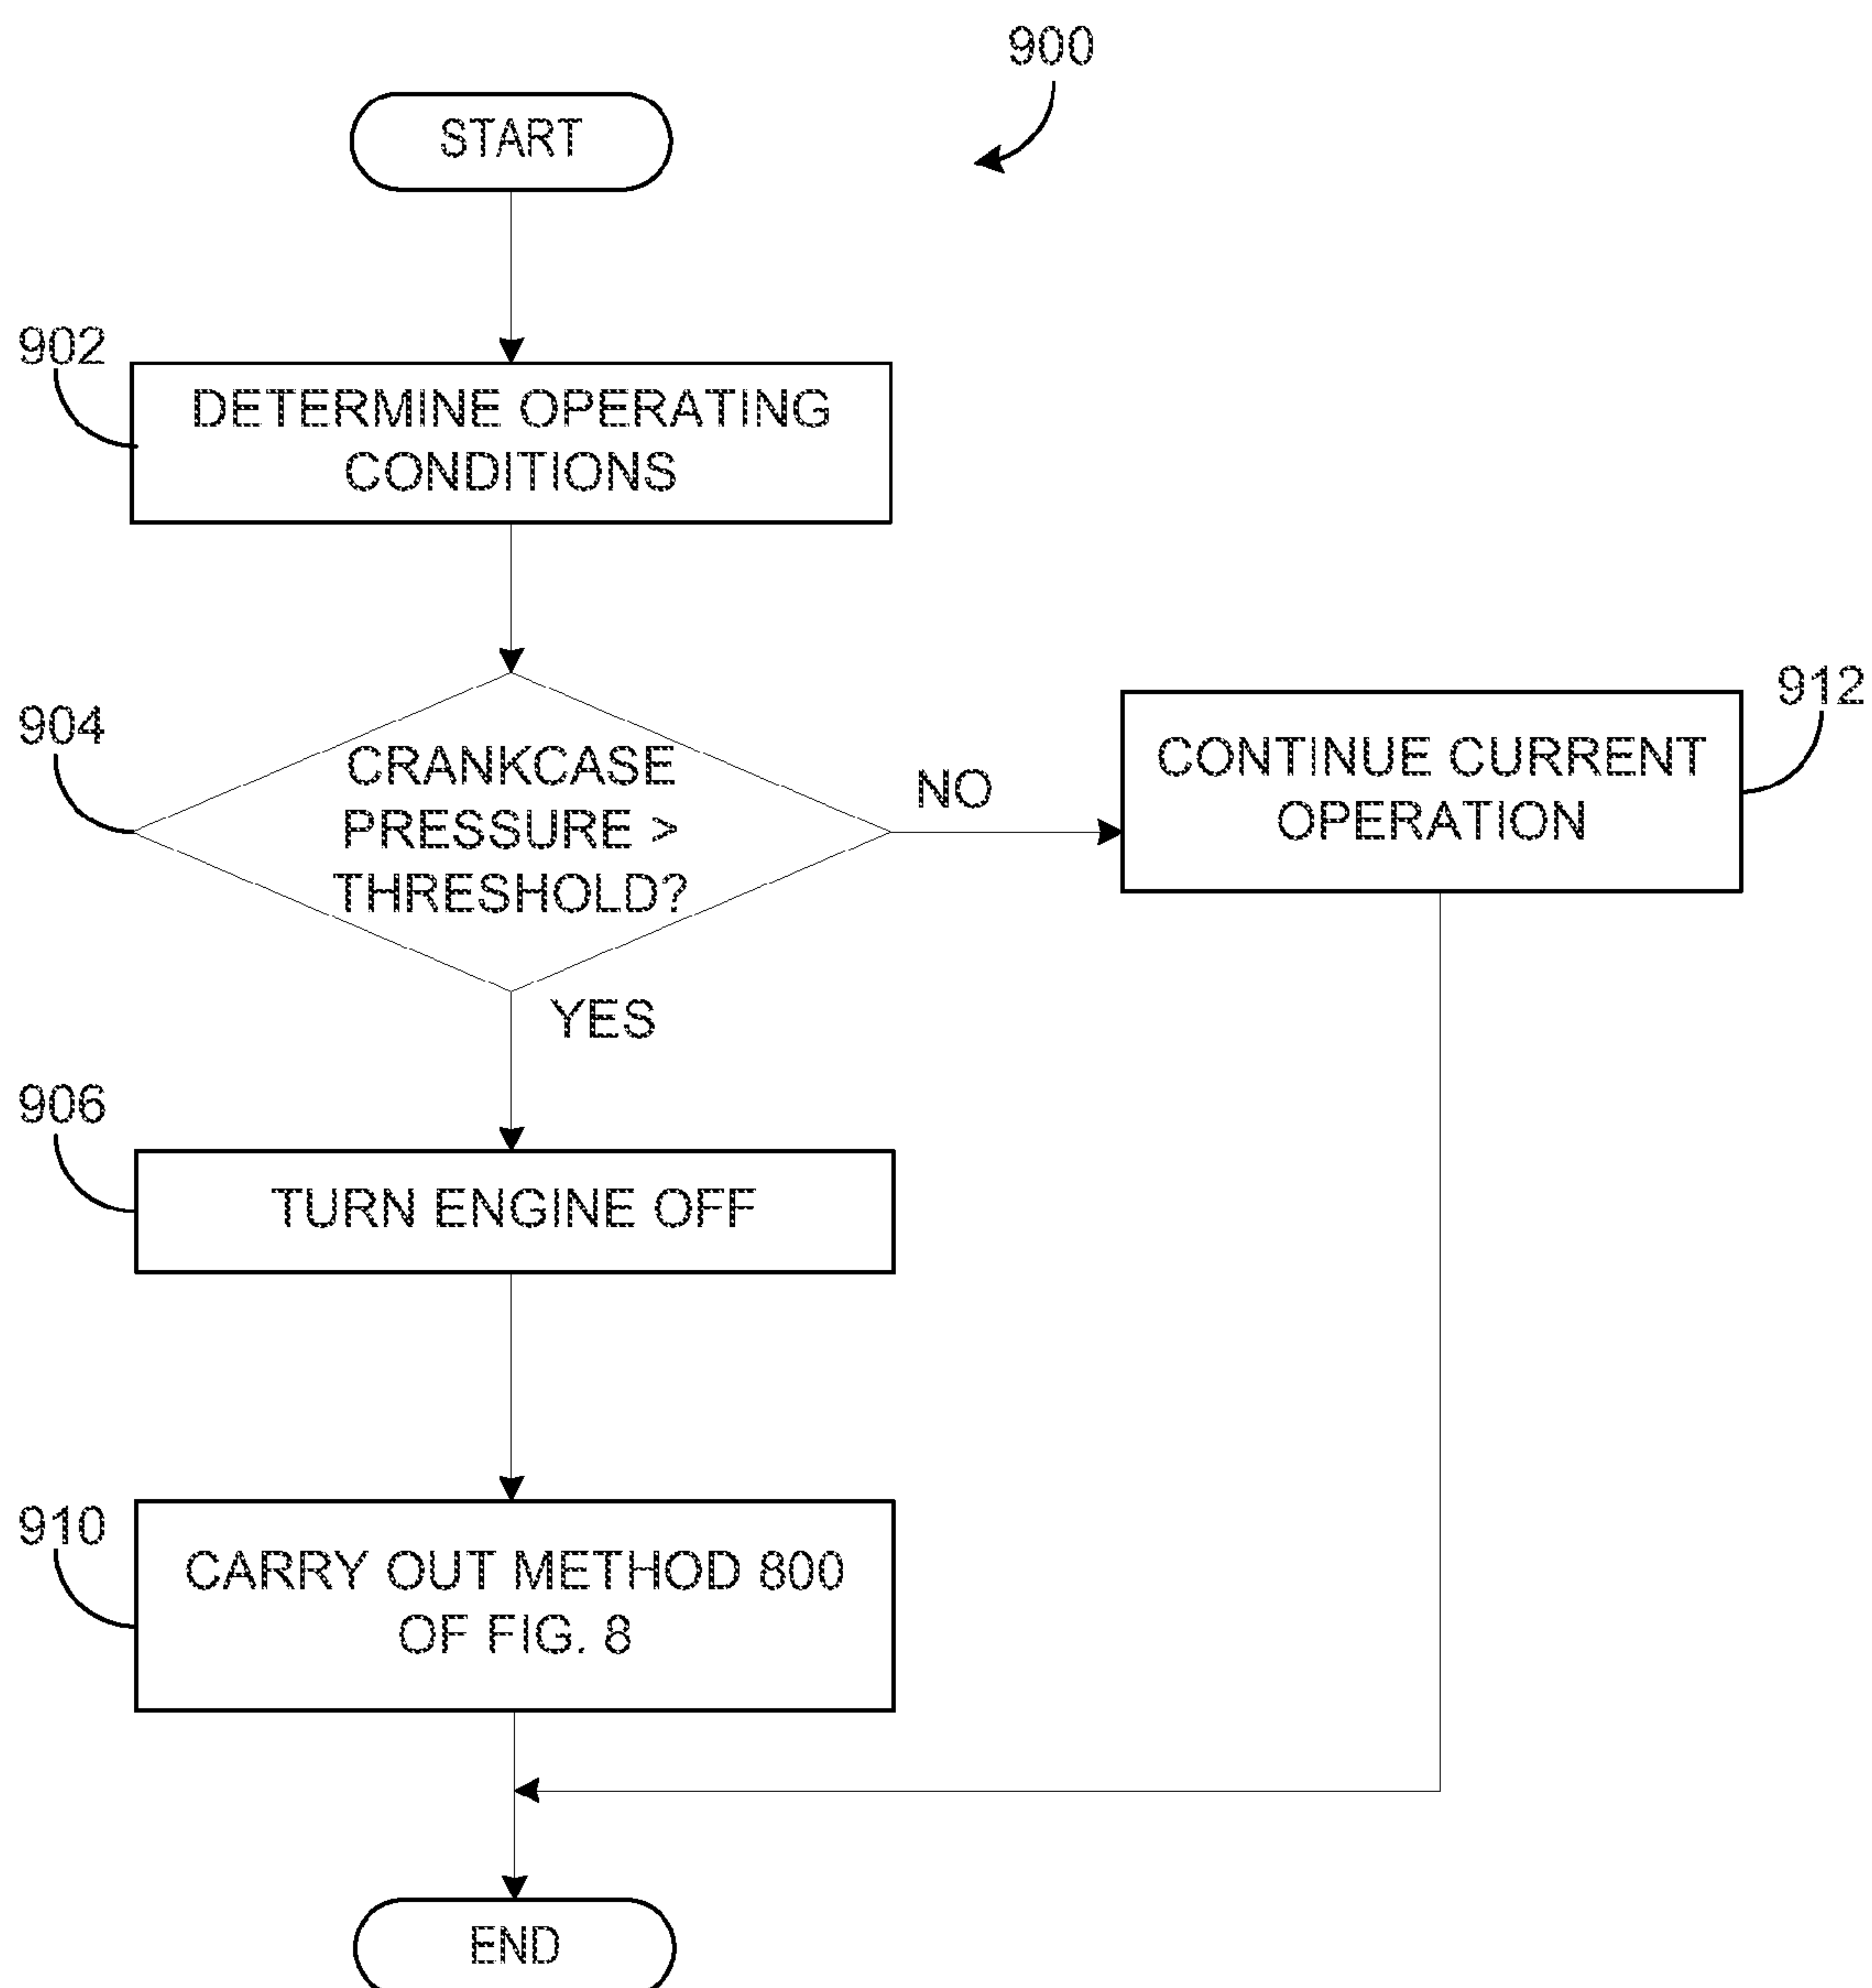 900
START
902
DETERMINE OPERATING
CONDITIONS
904
CRANKCASE
PRESSURE >
THRESHOLD?
NO
912
CONTINUE CURRENT
OPERATION
YES
906
TURN ENGINE OFF
910
CARRY OUT METHOD 800
OF FIG. 8
END